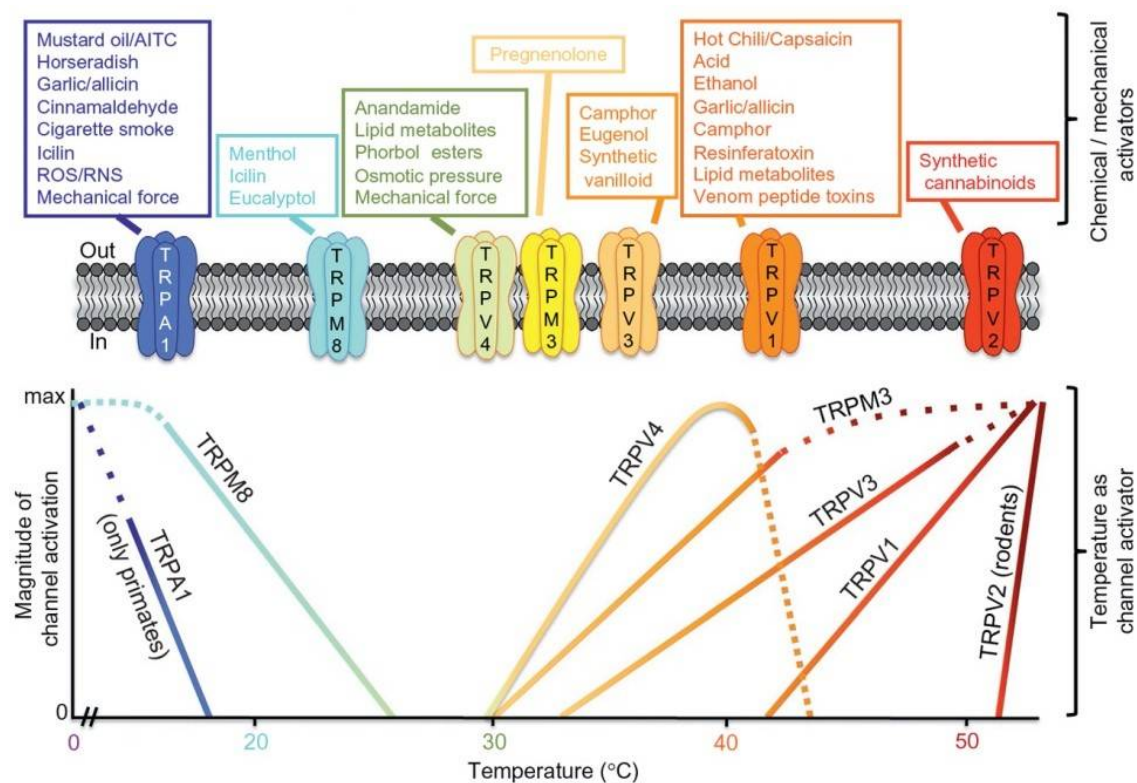 Mustard oil/AITC
Horseradish
Garlic/allicin
Cinnamaldehyde
Cigarette smoke
Icilin
ROS/RNS
Mechanical force
Menthol
Icilin
Eucalyptol
Anandamide
Lipid metabolites
Phorbol esters
Osmotic pressure
Mechanical force
Pregnenolone
Camphor
Eugenol
Synthetic
vanilloid
Hot Chili/Capsaicin
Acid
Ethanol
Garlic/allicin
Camphor
Resinferatoxin
Lipid metabolites
Venom peptide toxins
Synthetic
cannabinoids
Chemical / mechanical
activators
Out
In
TRPA1
TRPM8
TRPV4
TRPM3
TRPV3
TRPV1
TRPV2
max
0
Magnitude of
channel activation
TRPA1
(only primates)
TRPM8
TRPV4
TRPM3
TRPV3
TRPV1
TRPV2 (rodents)
Temperature as
channel activator
0
20
30
40
50
Temperature (°C)